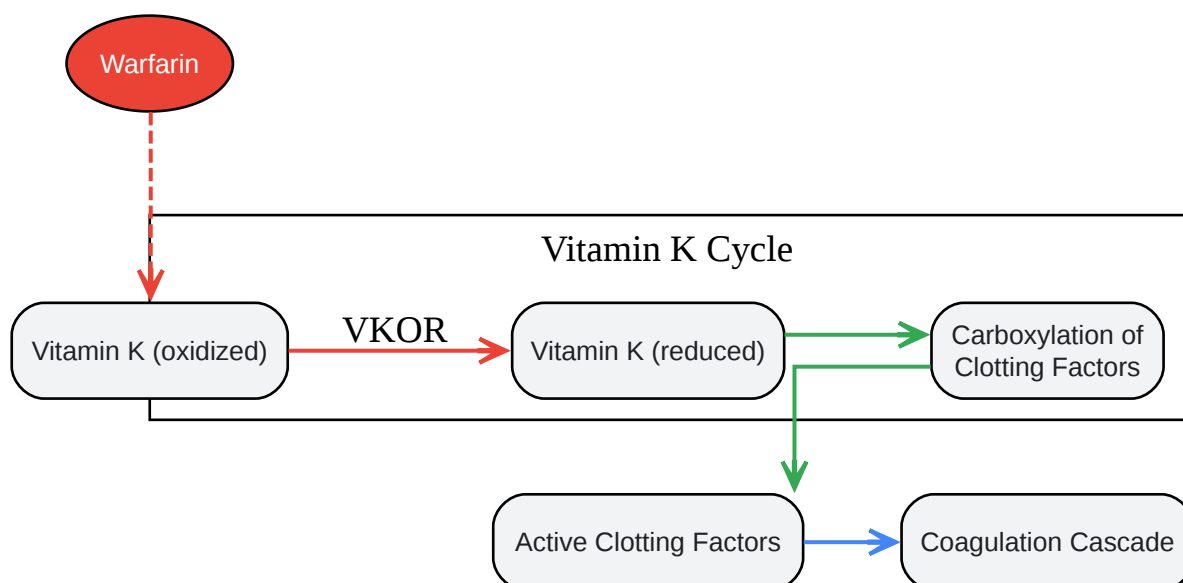 Warfarin
Vitamin K Cycle
VKOR
Vitamin K (oxidized)
Vitamin K (reduced)
Carboxylation of
Clotting Factors
Active Clotting Factors
Coagulation Cascade